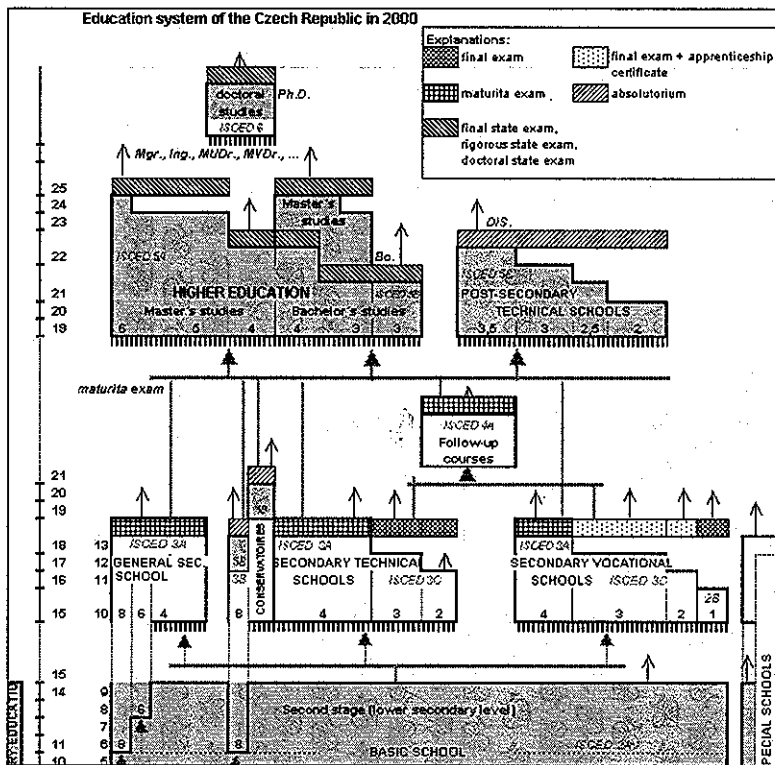 Education system of the Czech Republic in 2000
Explanations:
final exam
final exam + apprenticeship
certificate
maturita exam
absolutorium
final state exam,
rigorous state exam,
doctoral state exam
doctoral
studies
Ph.D.
ISCED 6
Mgr., Ing., MUDr., MVDr., ...
25
24
23
22
21
20
19
Master's
studies
DiS.
Bc.
ISCED 5A
HIGHER EDUCATION
Master's studies
Bachelor's studies
6 5 4 4 3 3
POST-SECONDARY
TECHNICAL SCHOOLS
3,5 3 2,5 2
maturita exam
ISCED 4A
Follow-up
courses
21
20
19
18
17
16
15
13
12
11
10
ISCED 3A
GENERAL SEC.
SCHOOL
8 6 4
5B
3B
8
CONSERVATOIRES
ISCED 3A
SECONDARY TECHNICAL
SCHOOLS
ISCED 3C
4 3 2
ISCED 3A
SECONDARY VOCATIONAL
SCHOOLS
ISCED 3C
2B
4 3 2 1
15
14
11
10
9
8
7
6
5
6
8
8
Second stage (lower secondary level)
BASIC SCHOOL
PECIAL SCHOOLS